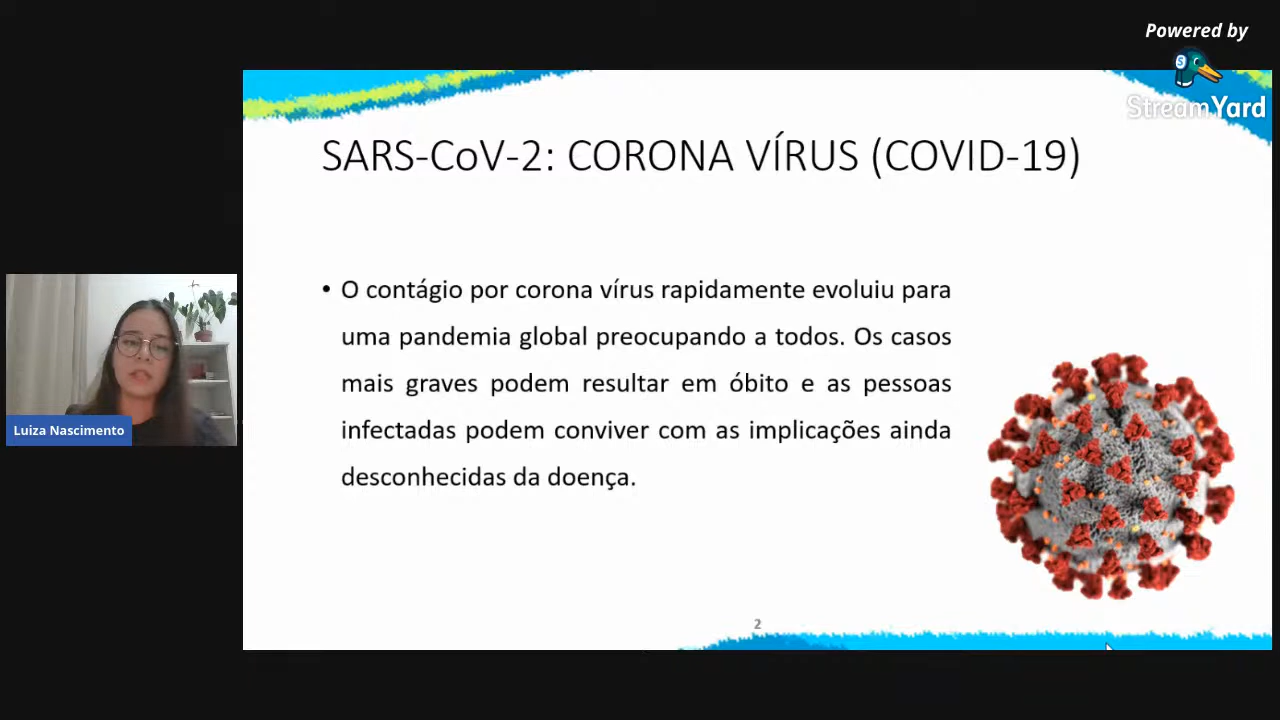 Powered by
StreamYard
SARS-CoV-2: CORONA VÍRUS (COVID-19)
• O contágio por corona vírus rapidamente evoluiu para
uma pandemia global preocupando a todos. Os casos
mais graves podem resultar em óbito e as pessoas
infectadas podem conviver com as implicações ainda
desconhecidas da doença.
Luiza Nascimento
2